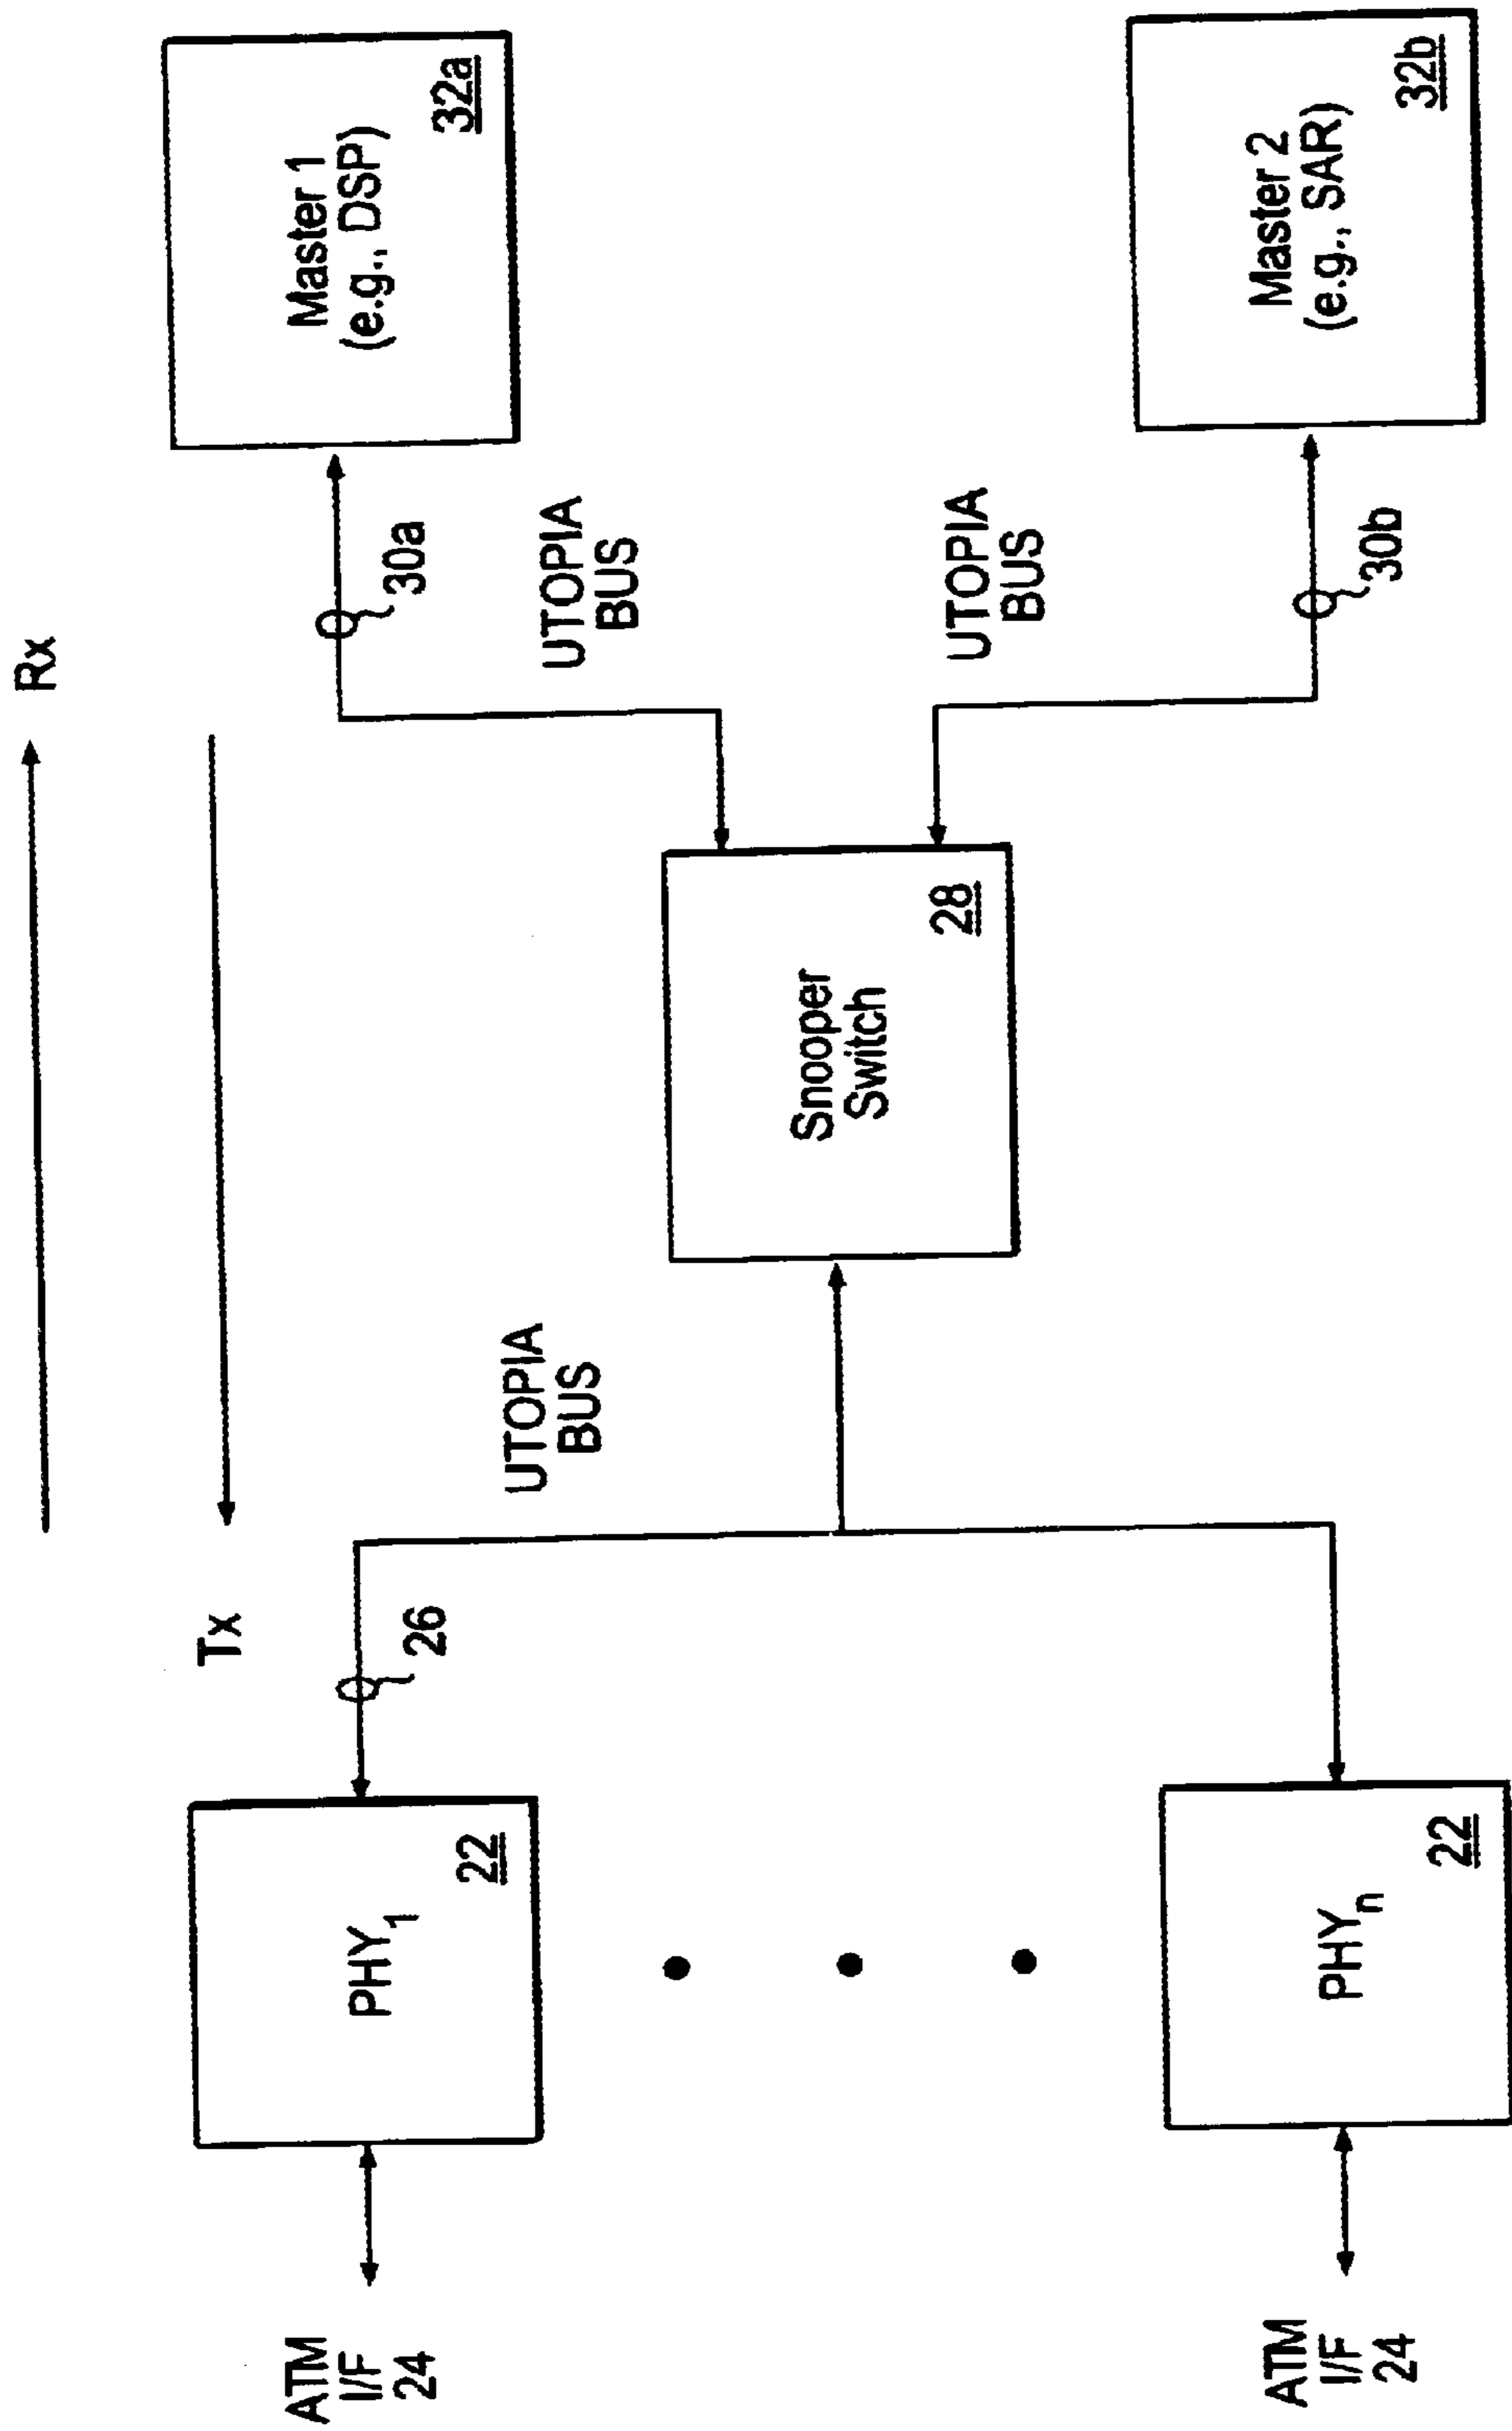 Rx
Tx
ATM
I/F
24
PHY1
22
26
UTOPIA
BUS
Snooper
Switch
28
UTOPIA
BUS
30a
Master 1
(e.g., DSP)
32a
ATM
I/F
24
PHYn
22
UTOPIA
BUS
30b
Master 2
(e.g., SAR)
32b